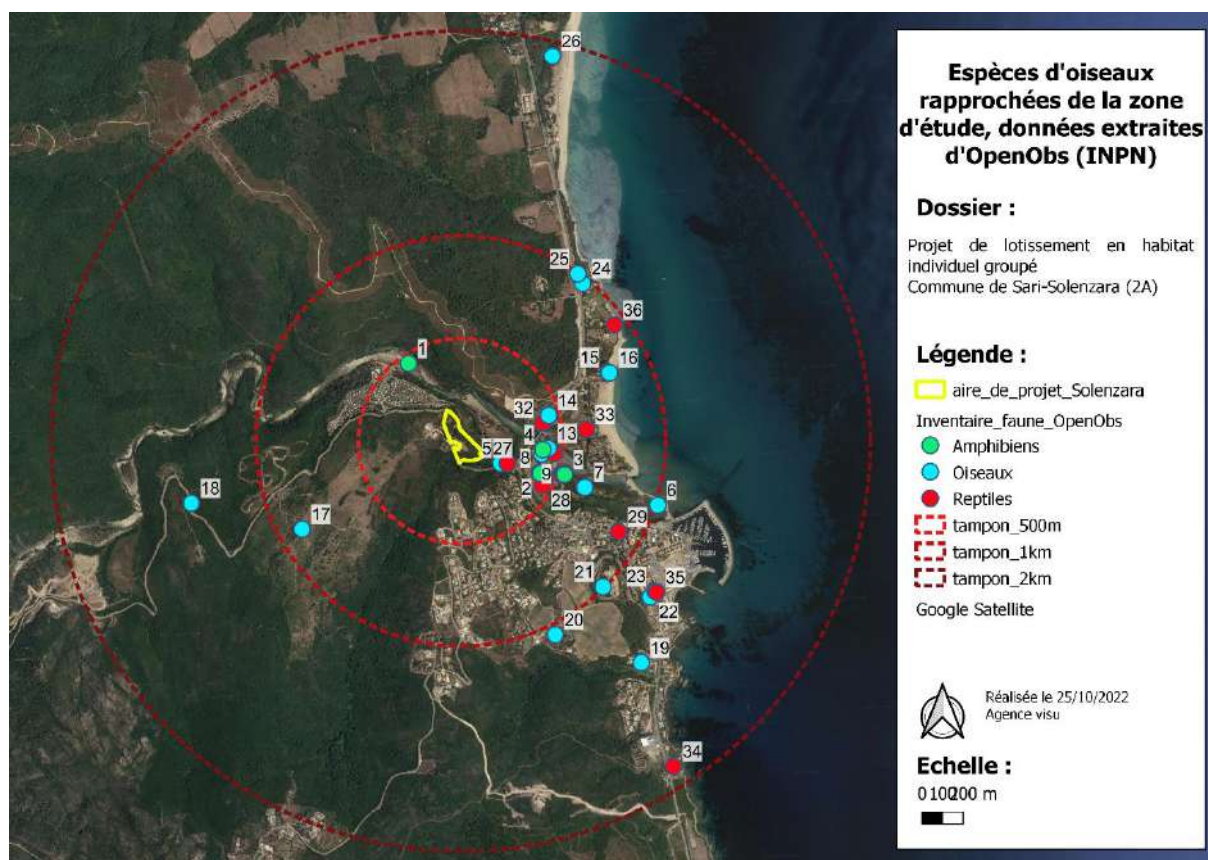 26
25
24
36
1
15
16
32
14
33
4
13
5
27
8
9
3
7
2
28
6
18
17
29
21
23
35
22
20
19
34
Espèces d'oiseaux
rapprochées de la zone
d'étude, données extraites
d'OpenObs (INPN)
Dossier :
Projet de lotissement en habitat
individuel groupé
Commune de Sari-Solenzara (2A)
Légende :
aire_de_projet_Solenzara
Inventaire_faune_OpenObs
Amphibiens
Oiseaux
Reptiles
tampon_500m
tampon_1km
tampon_2km
Google Satellite
Réalisée le 25/10/2022
Agence visu
Echelle :
0 100 200 m